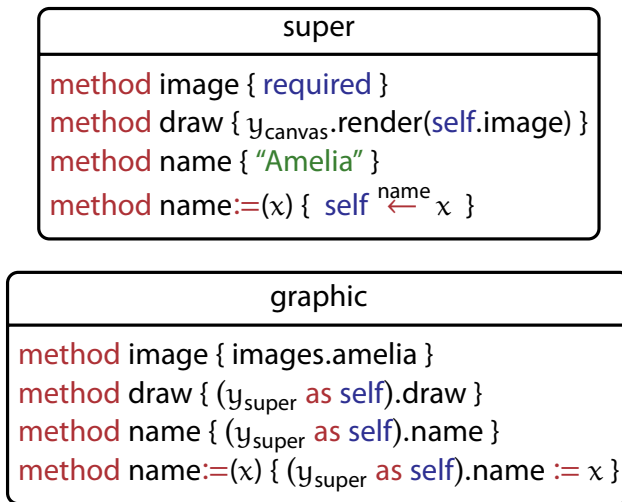 super
method image { required }
method draw { y_canvas.render(self.image) }
method name { “Amelia” }
method name:=(x) { self ←^name x }
graphic
method image { images.amelia }
method draw { (y_super as self).draw }
method name { (y_super as self).name }
method name:=(x) { (y_super as self).name := x }